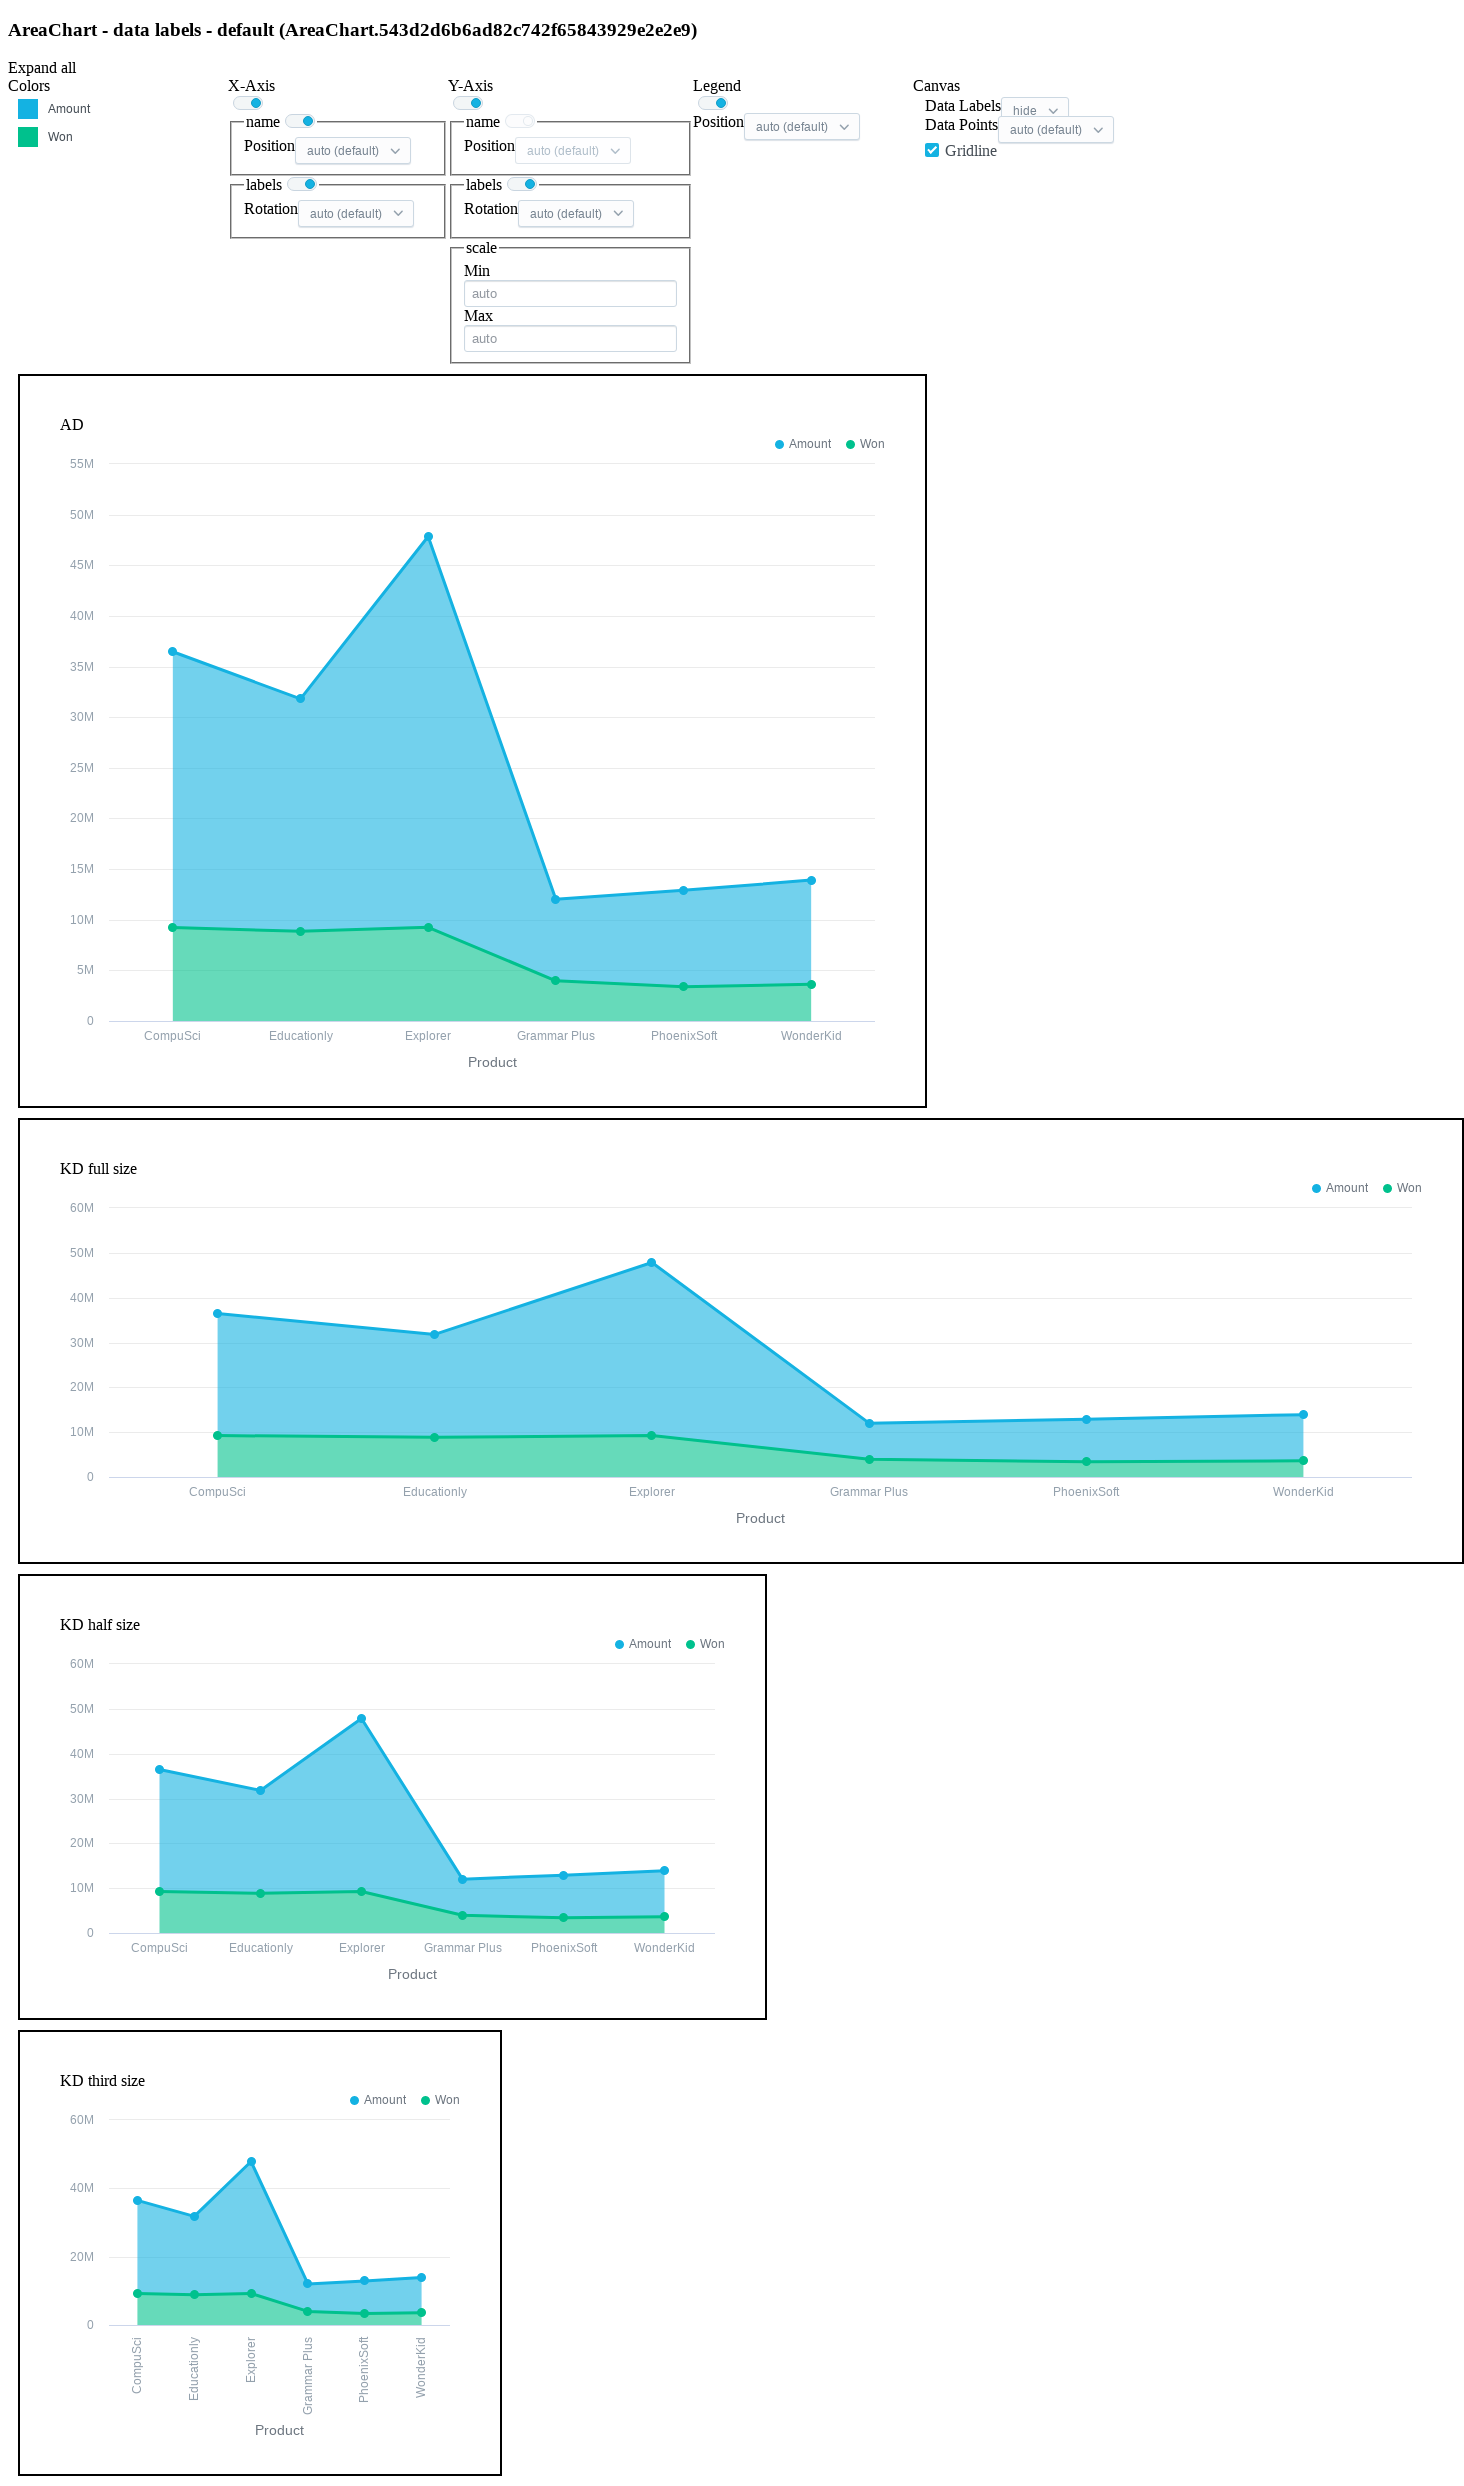 AreaChart - data labels - default (AreaChart.543d2d6b6ad82c742f65843929e2e2e9)
Expand all
Colors
Amount
Won
X-Axis
name
Position auto (default)
labels
Rotation auto (default)
Y-Axis
name
Position auto (default)
labels
Rotation auto (default)
scale
Min
auto
Max
auto
Legend
Position auto (default)
Canvas
Data Labels hide
Data Points auto (default)
Gridline
AD
Amount Won
55M
50M
45M
40M
35M
30M
25M
20M
15M
10M
5M
0
CompuSci Educationly Explorer Grammar Plus PhoenixSoft WonderKid
Product
KD full size
Amount Won
60M
50M
40M
30M
20M
10M
0
CompuSci Educationly Explorer Grammar Plus PhoenixSoft WonderKid
Product
KD half size
Amount Won
60M
50M
40M
30M
20M
10M
0
CompuSci Educationly Explorer Grammar Plus PhoenixSoft WonderKid
Product
KD third size
Amount Won
60M
40M
20M
0
CompuSci
Educationly
Explorer
Grammar Plus
PhoenixSoft
WonderKid
Product